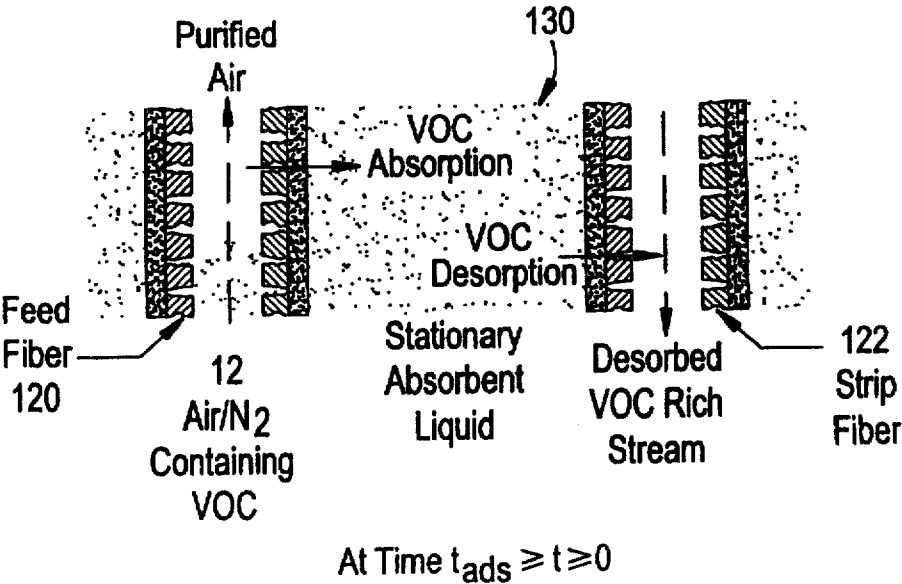 Purified
Air
130
VOC
Absorption
VOC
Desorption
Feed
Fiber
120
12
Air/N2
Containing
VOC
Stationary
Absorbent
Liquid
Desorbed
VOC Rich
Stream
122
Strip
Fiber
At Time tads ≥ t ≥0